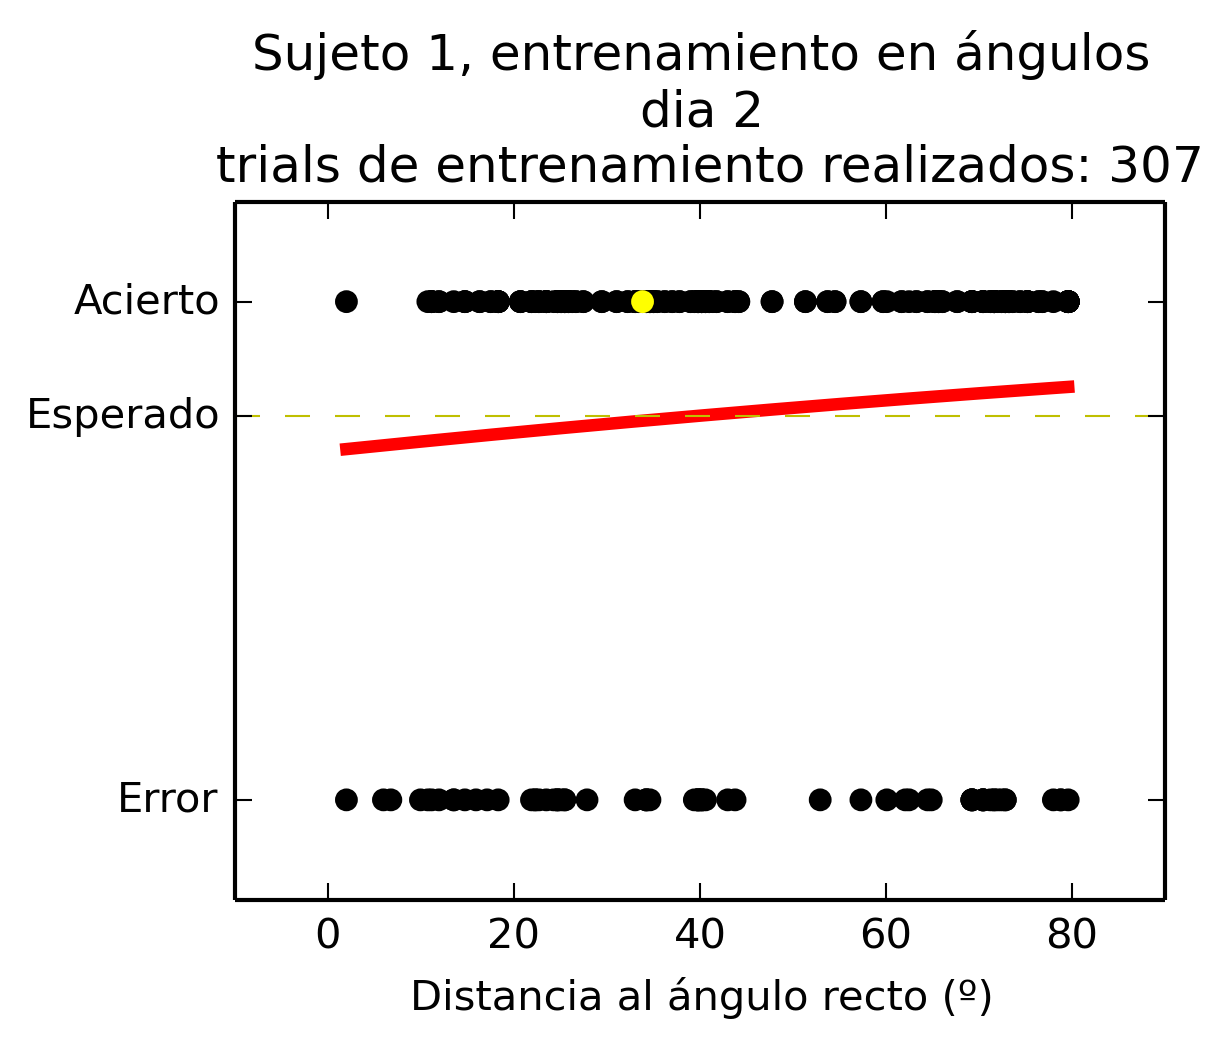 Sujeto 1, entrenamiento en ángulos
dia 2
trials de entrenamiento realizados: 307
Acierto
Esperado
Error
0 20 40 60 80
Distancia al ángulo recto (º)